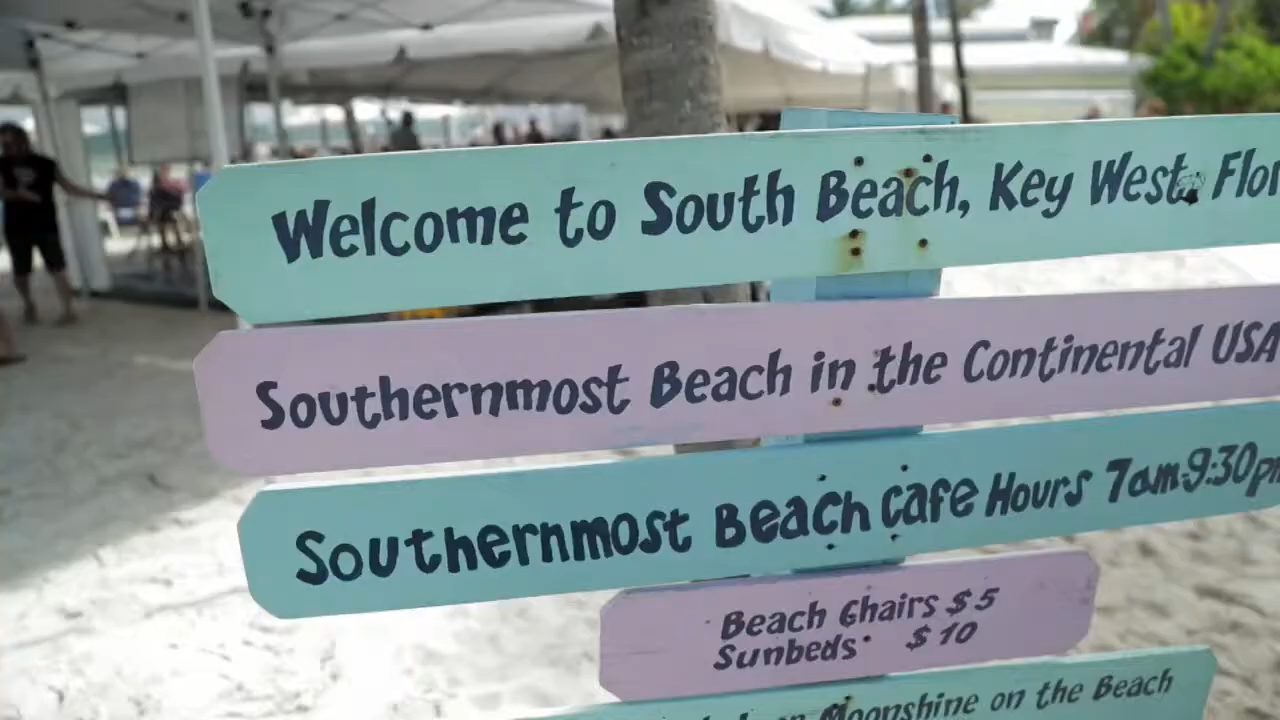 Welcome to South Beach, Key West, Flor
Southernmost Beach in the Continental USA
Southernmost Beach Cafe Hours 7am-9:30pm
Beach Chairs $5
Sunbeds $10
Moonshine on the Beach